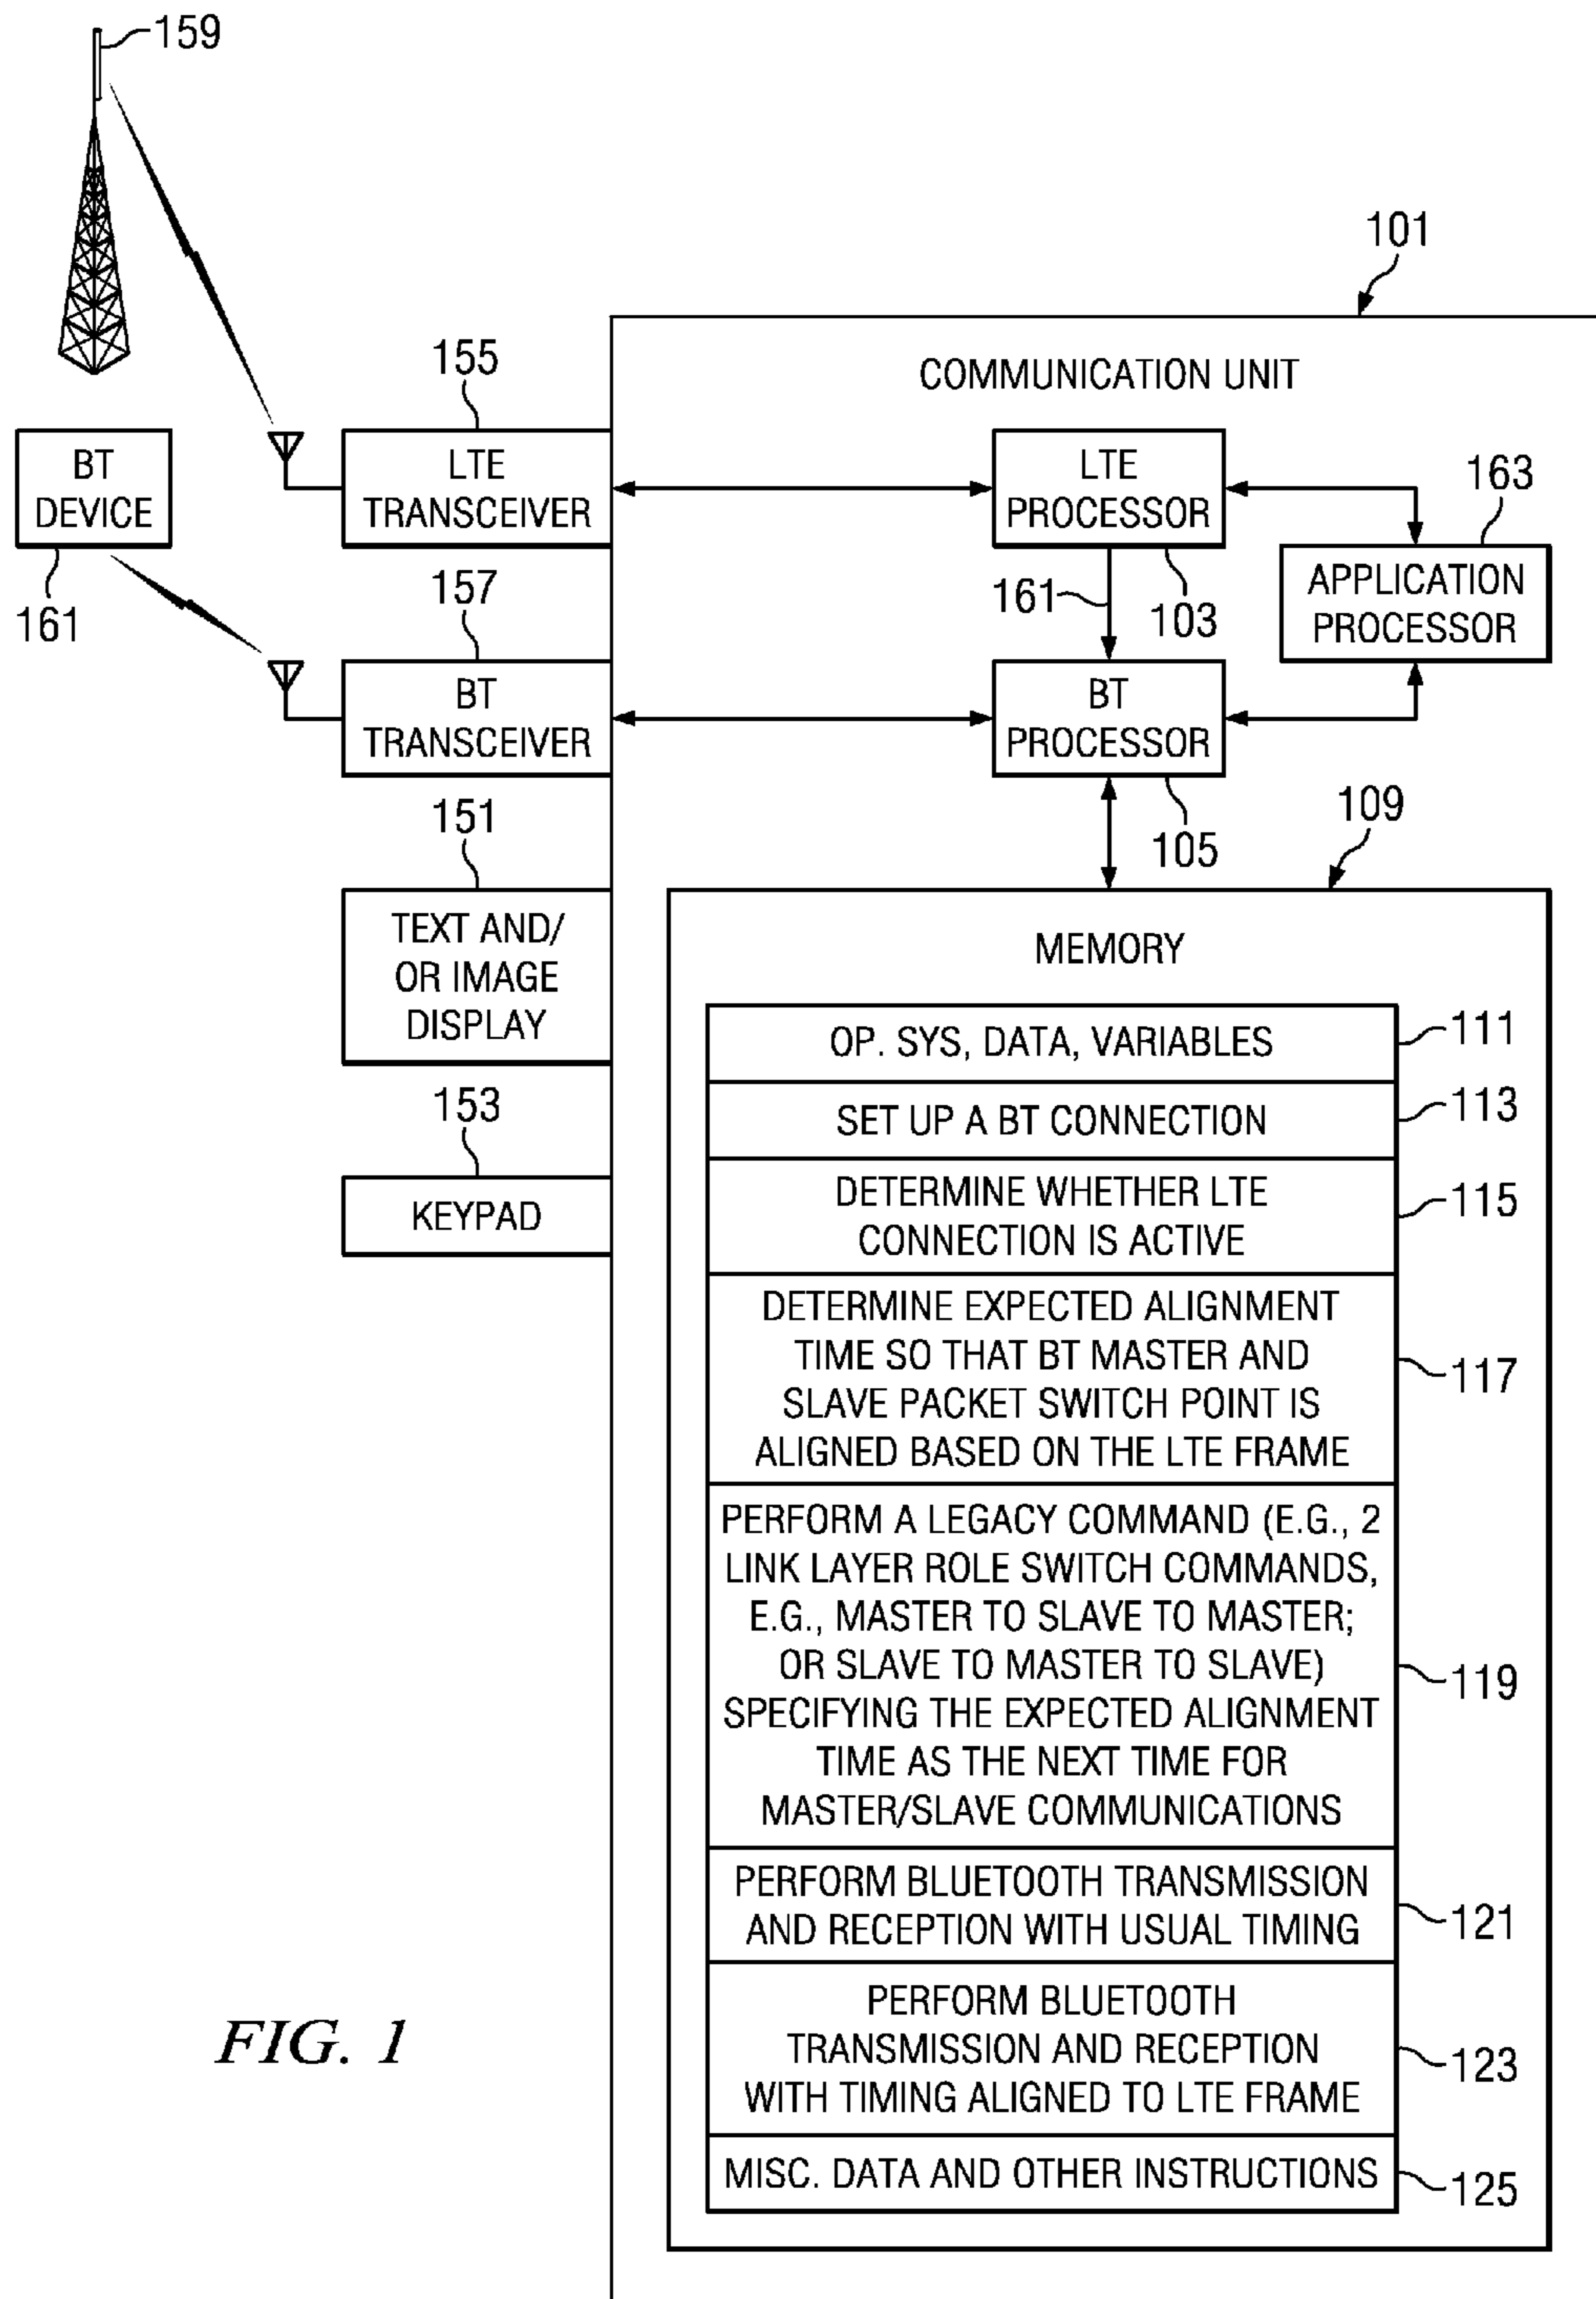 159
101
COMMUNICATION UNIT
155
LTE
TRANSCEIVER
LTE
PROCESSOR
163
BT
DEVICE
161
157
161
103
APPLICATION
PROCESSOR
BT
TRANSCEIVER
BT
PROCESSOR
151
105
109
TEXT AND/
OR IMAGE
DISPLAY
MEMORY
OP. SYS, DATA, VARIABLES
111
153
SET UP A BT CONNECTION
113
KEYPAD
DETERMINE WHETHER LTE
CONNECTION IS ACTIVE
115
DETERMINE EXPECTED ALIGNMENT
TIME SO THAT BT MASTER AND
SLAVE PACKET SWITCH POINT IS
ALIGNED BASED ON THE LTE FRAME
117
PERFORM A LEGACY COMMAND (E.G., 2
LINK LAYER ROLE SWITCH COMMANDS,
E.G., MASTER TO SLAVE TO MASTER;
OR SLAVE TO MASTER TO SLAVE)
SPECIFYING THE EXPECTED ALIGNMENT
TIME AS THE NEXT TIME FOR
MASTER/SLAVE COMMUNICATIONS
119
PERFORM BLUETOOTH TRANSMISSION
AND RECEPTION WITH USUAL TIMING
121
PERFORM BLUETOOTH
TRANSMISSION AND RECEPTION
WITH TIMING ALIGNED TO LTE FRAME
123
MISC. DATA AND OTHER INSTRUCTIONS
125
FIG. 1